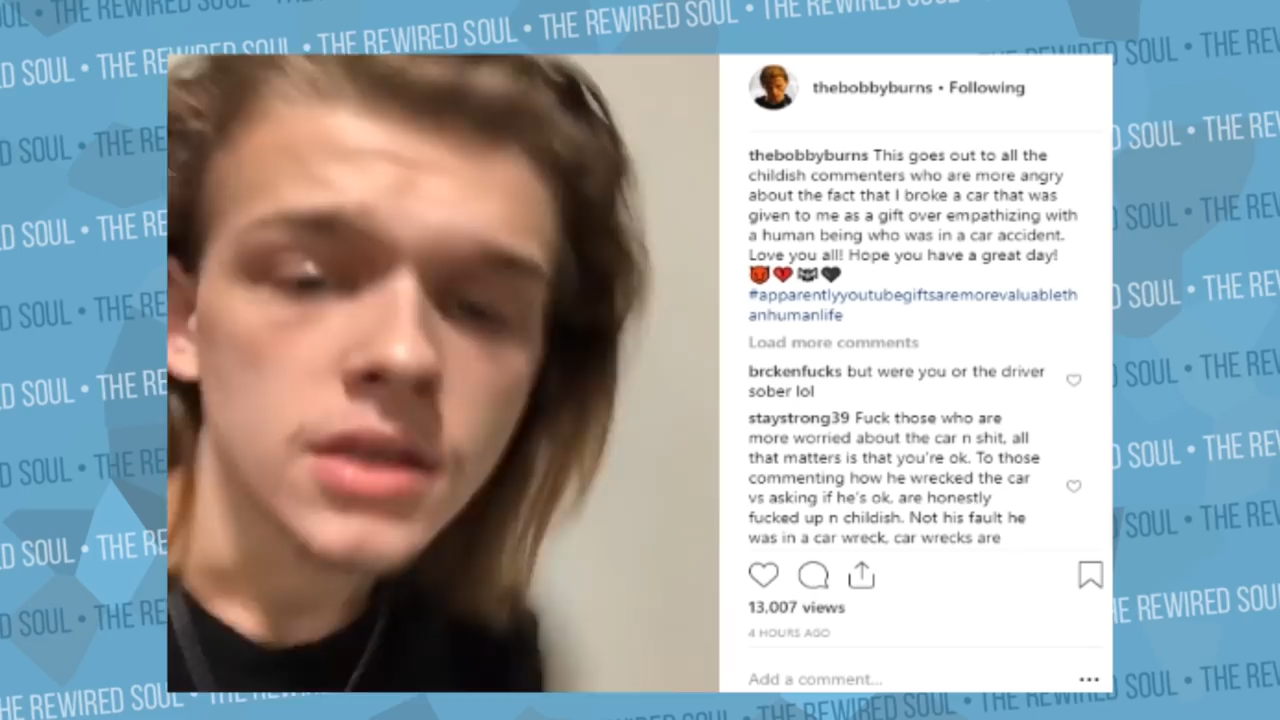 THE REWIRED SOUL • THE REWIRED SOUL • THE REWIRED SOUL
thebobbyburns • Following
thebobbyburns This goes out to all the
childish commenters who are more angry
about the fact that I broke a car that was
given to me as a gift over empathizing with
a human being who was in a car accident.
Love you all! Hope you have a great day!
#apparentlyyoutubegiftsaremorevaluableth
anhumanlife
Load more comments
brckenfucks but were you or the driver
sober lol
staystrong39 Fuck those who are
more worried about the car n shit, all
that matters is that you're ok. To those
commenting how he wrecked the car
vs asking if he's ok, are honestly
fucked up n childish. Not his fault he
was in a car wreck, car wrecks are
13,007 views
4 HOURS AGO
Add a comment...